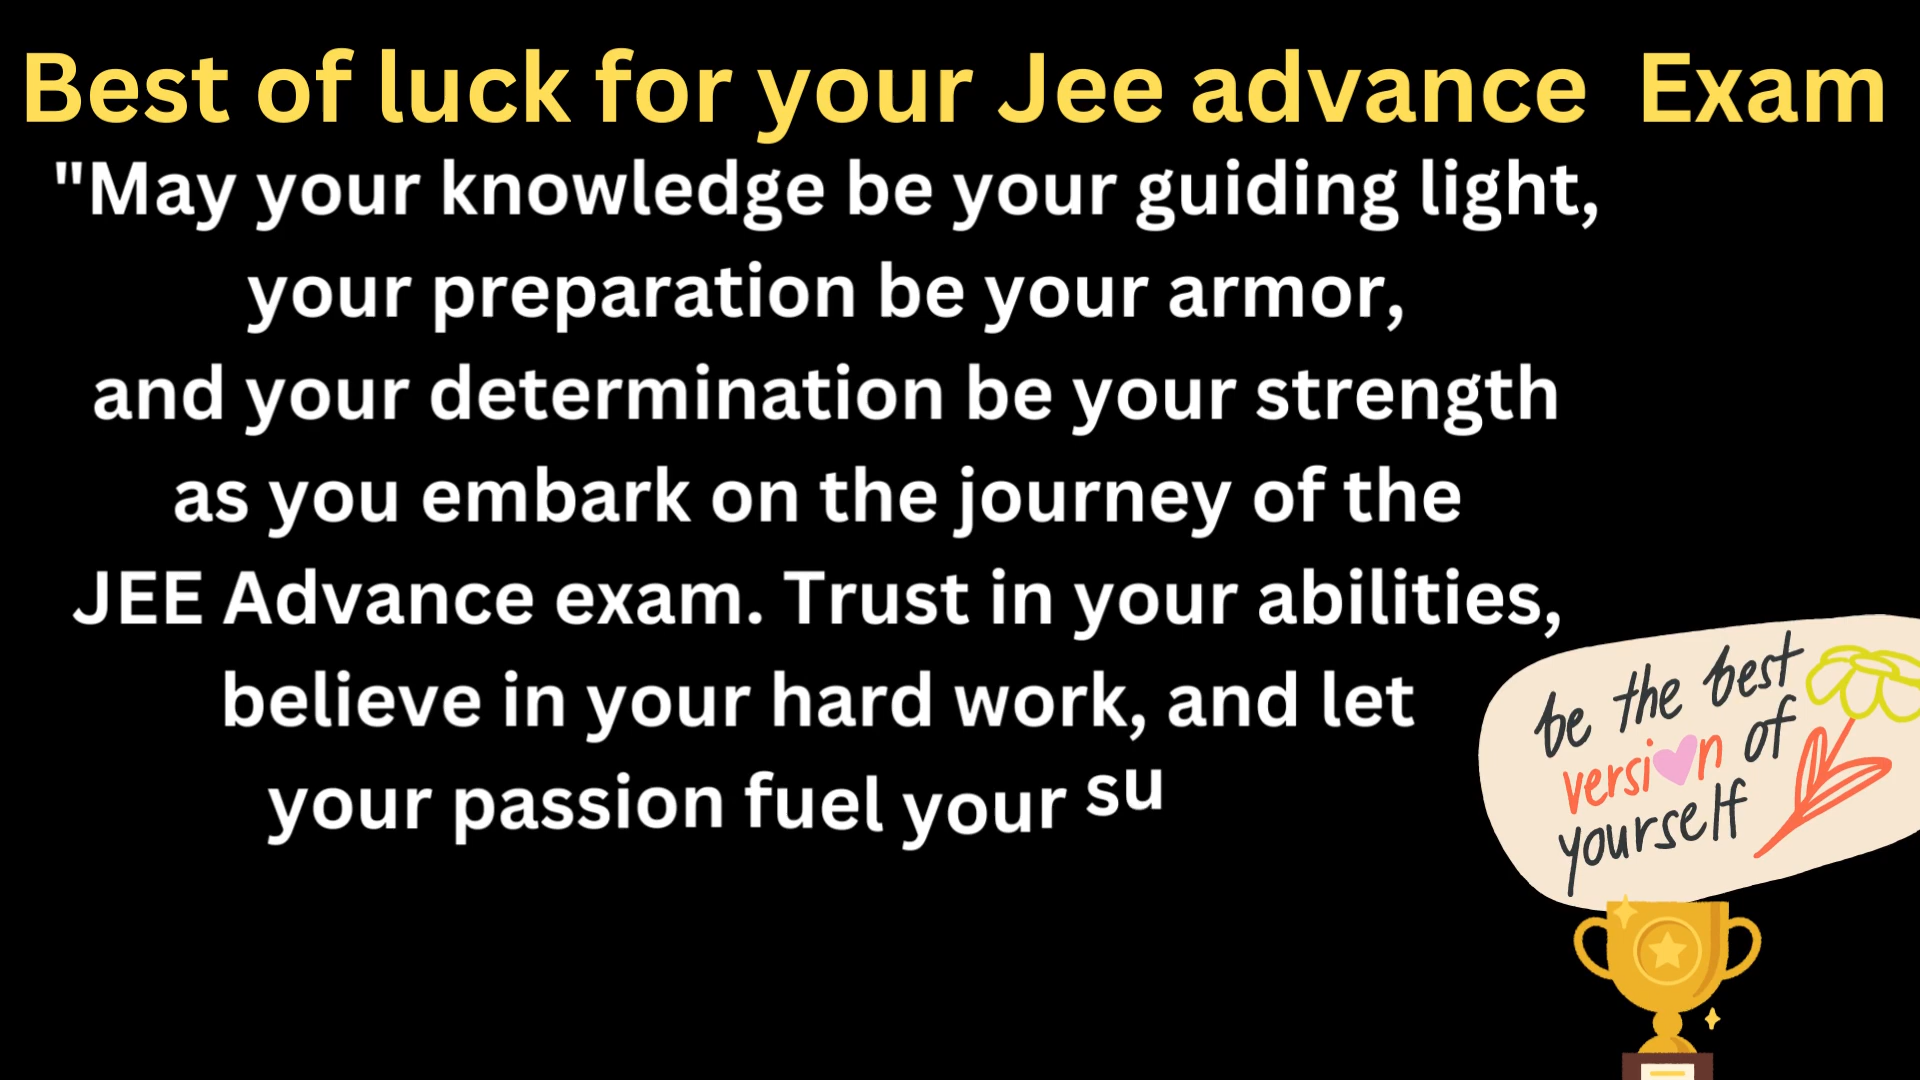 Best of luck for your Jee advance  Exam
"May your knowledge be your guiding light,
your preparation be your armor,
and your determination be your strength
as you embark on the journey of the
JEE Advance exam. Trust in your abilities,
believe in your hard work, and let
your passion fuel your su
be the best
version of
yourself